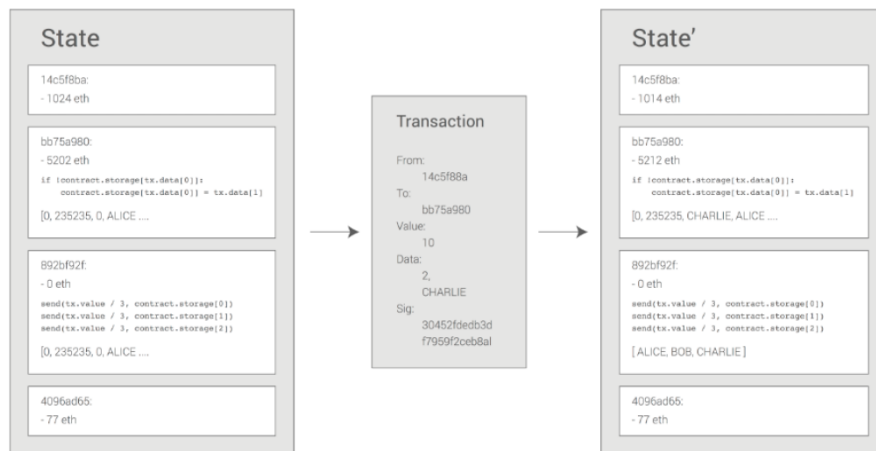 State
14c5f8ba:
- 1024 eth
bb75a980:
- 5202 eth
if !contract.storage[tx.data[0]]:
contract.storage[tx.data[0]] = tx.data[1]
[0, 235235, 0, ALICE ....
892bf92f:
- 0 eth
send(tx.value / 3, contract.storage[0])
send(tx.value / 3, contract.storage[1])
send(tx.value / 3, contract.storage[2])
[0, 235235, 0, ALICE ....
4096ad65:
- 77 eth
Transaction
From:
14c5f88a
To:
bb75a980
Value:
10
Data:
2,
CHARLIE
Sig:
30452fdedb3d
f7959f2ceb8a1
State’
14c5f8ba:
- 1014 eth
bb75a980:
- 5212 eth
if !contract.storage[tx.data[0]]:
contract.storage[tx.data[0]] = tx.data[1]
[0, 235235, CHARLIE, ALICE ....
892bf92f:
- 0 eth
send(tx.value / 3, contract.storage[0])
send(tx.value / 3, contract.storage[1])
send(tx.value / 3, contract.storage[2])
[ ALICE, BOB, CHARLIE ]
4096ad65:
- 77 eth